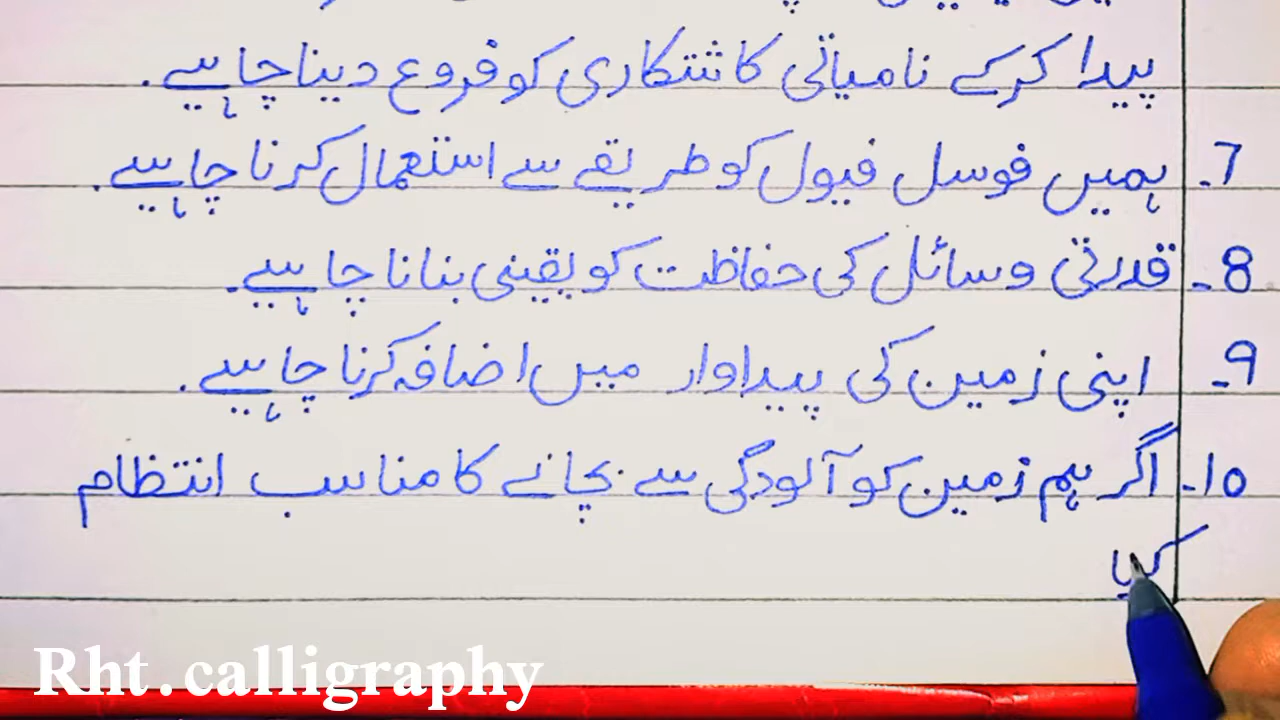 پیدا کرکے نامیاتی کاشتکاری کو فروع دینا چاہیے.
7. ہمیں فوسل فیول کو طریقے سے استعمال کرنا چاہیے.
8. قدرتی وسائل کی حفاظت کو یقینی بنانا چاہیے.
9. اپنی زمین کی پیداوار میں اضافہ کرنا چاہیے.
10. اگر ہم زمین کو آلودگی سے بچانے کا مناسب انتظام
کیا
Rht.calligraphy